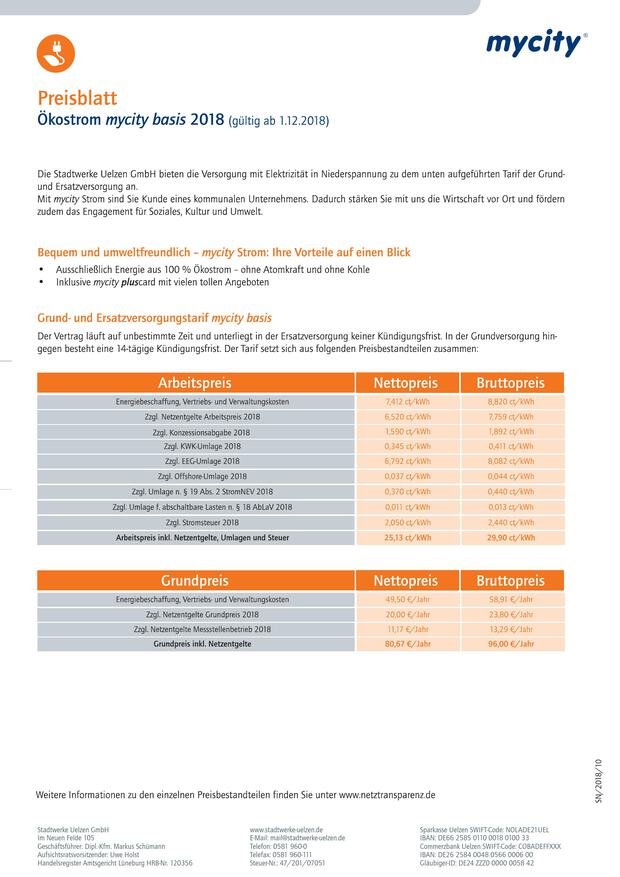 mycity®
Preisblatt
Ökostrom mycity basis 2018 (gültig ab 1.12.2018)
Die Stadtwerke Uelzen GmbH bieten die Versorgung mit Elektrizität in Niederspannung zu dem unten aufgeführten Tarif der Grund-
und Ersatzversorgung an.
Mit mycity Strom sind Sie Kunde eines kommunalen Unternehmens. Dadurch stärken Sie mit uns die Wirtschaft vor Ort und fördern
zudem das Engagement für Soziales, Kultur und Umwelt.
Bequem und umweltfreundlich – mycity Strom: Ihre Vorteile auf einen Blick
• Ausschließlich Energie aus 100 % Ökostrom – ohne Atomkraft und ohne Kohle
• Inklusive mycity pluscard mit vielen tollen Angeboten
Grund- und Ersatzversorgungstarif mycity basis
Der Vertrag läuft auf unbestimmte Zeit und unterliegt in der Ersatzversorgung keiner Kündigungsfrist. In der Grundversorgung hin-
gegen besteht eine 14-tägige Kündigungsfrist. Der Tarif setzt sich aus folgenden Preisbestandteilen zusammen:
Arbeitspreis Nettopreis Bruttopreis
Energiebeschaffung, Vertriebs- und Verwaltungskosten 7,412 ct/kWh 8,820 ct/kWh
Zzgl. Netzentgelte Arbeitspreis 2018 6,520 ct/kWh 7,759 ct/kWh
Zzgl. Konzessionsabgabe 2018 1,590 ct/kWh 1,892 ct/kWh
Zzgl. KWK-Umlage 2018 0,345 ct/kWh 0,411 ct/kWh
Zzgl. EEG-Umlage 2018 6,792 ct/kWh 8,082 ct/kWh
Zzgl. Offshore-Umlage 2018 0,037 ct/kWh 0,044 ct/kWh
Zzgl. Umlage n. § 19 Abs. 2 StromNEV 2018 0,370 ct/kWh 0,440 ct/kWh
Zzgl. Umlage f. abschaltbare Lasten n. § 18 AbLaV 2018 0,011 ct/kWh 0,013 ct/kWh
Zzgl. Stromsteuer 2018 2,050 ct/kWh 2,440 ct/kWh
Arbeitspreis inkl. Netzentgelte, Umlagen und Steuer 25,13 ct/kWh 29,90 ct/kWh
Grundpreis Nettopreis Bruttopreis
Energiebeschaffung, Vertriebs- und Verwaltungskosten 49,50 €/Jahr 58,91 €/Jahr
Zzgl. Netzentgelte Grundpreis 2018 20,00 €/Jahr 23,80 €/Jahr
Zzgl. Netzentgelte Messstellenbetrieb 2018 11,17 €/Jahr 13,29 €/Jahr
Grundpreis inkl. Netzentgelte 80,67 €/Jahr 96,00 €/Jahr
SN/2018/10
Weitere Informationen zu den einzelnen Preisbestandteilen finden Sie unter www.netztransparenz.de
Stadtwerke Uelzen GmbH
Im Neuen Felde 105
Geschäftsführer: Dipl.-Kfm. Markus Schümann
Aufsichtsratsvorsitzender: Uwe Holst
Handelsregister Amtsgericht Lüneburg HRB-Nr. 120356
www.stadtwerke-uelzen.de
E-Mail: mail@stadtwerke-uelzen.de
Telefon: 0581 960-0
Telefax: 0581 960-111
Steuer-Nr.: 47/201/07051
Sparkasse Uelzen SWIFT-Code: NOLADE21UEL
IBAN: DE66 2585 0110 0018 0100 33
Commerzbank Uelzen SWIFT-Code: COBADEFFXXX
IBAN: DE26 2584 0048 0566 0006 00
Gläubiger-ID: DE24 ZZZ0 0000 0058 42